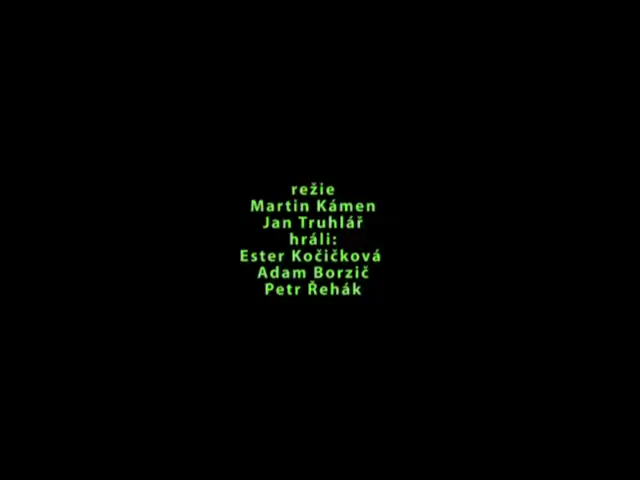 režie
Martin Kámen
Jan Truhlář
hráli:
Ester Kočičková
Adam Borzič
Petr Řehák